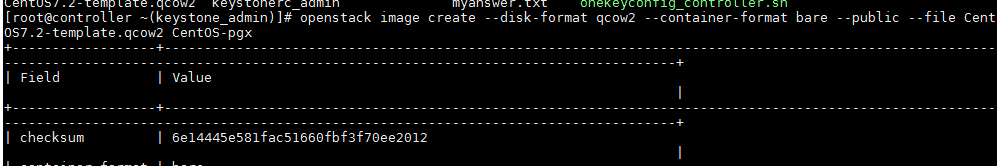 CentOS7.2-template.qcow2  keystonerc_admin              myanswer.txt    onekeyconfig_controller.sh
[root@controller ~(keystone_admin)]# openstack image create --disk-format qcow2 --container-format bare --public --file Cent
OS7.2-template.qcow2 CentOS-pgx
+------------------+---------------------------------------------------------------------------------------------------------
-------------------------------------------------------------------------------------+
| Field            | Value
                                                                                     |
+------------------+---------------------------------------------------------------------------------------------------------
-------------------------------------------------------------------------------------+
| checksum         | 6e14445e581fac51660fbf3f70ee2012
                                                                                     |
| container_format | bare